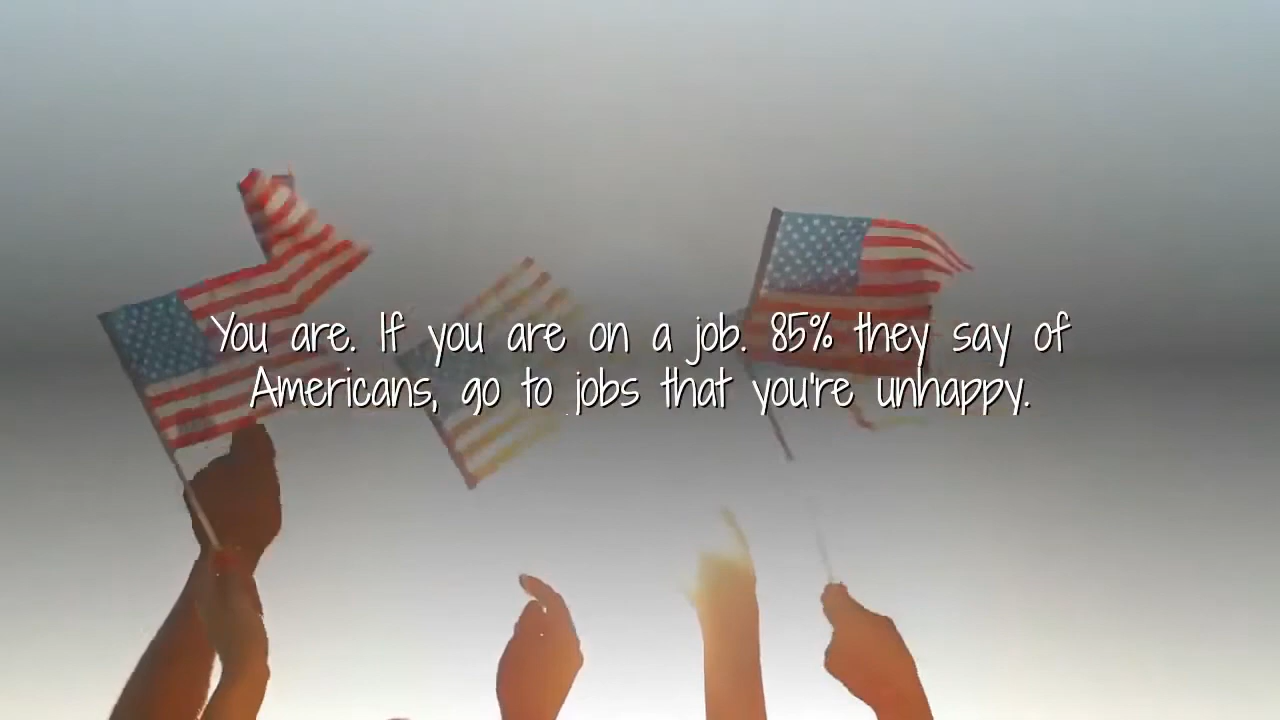 You are. If you are on a job. 85% they say of
Americans, go to jobs that you're unhappy.